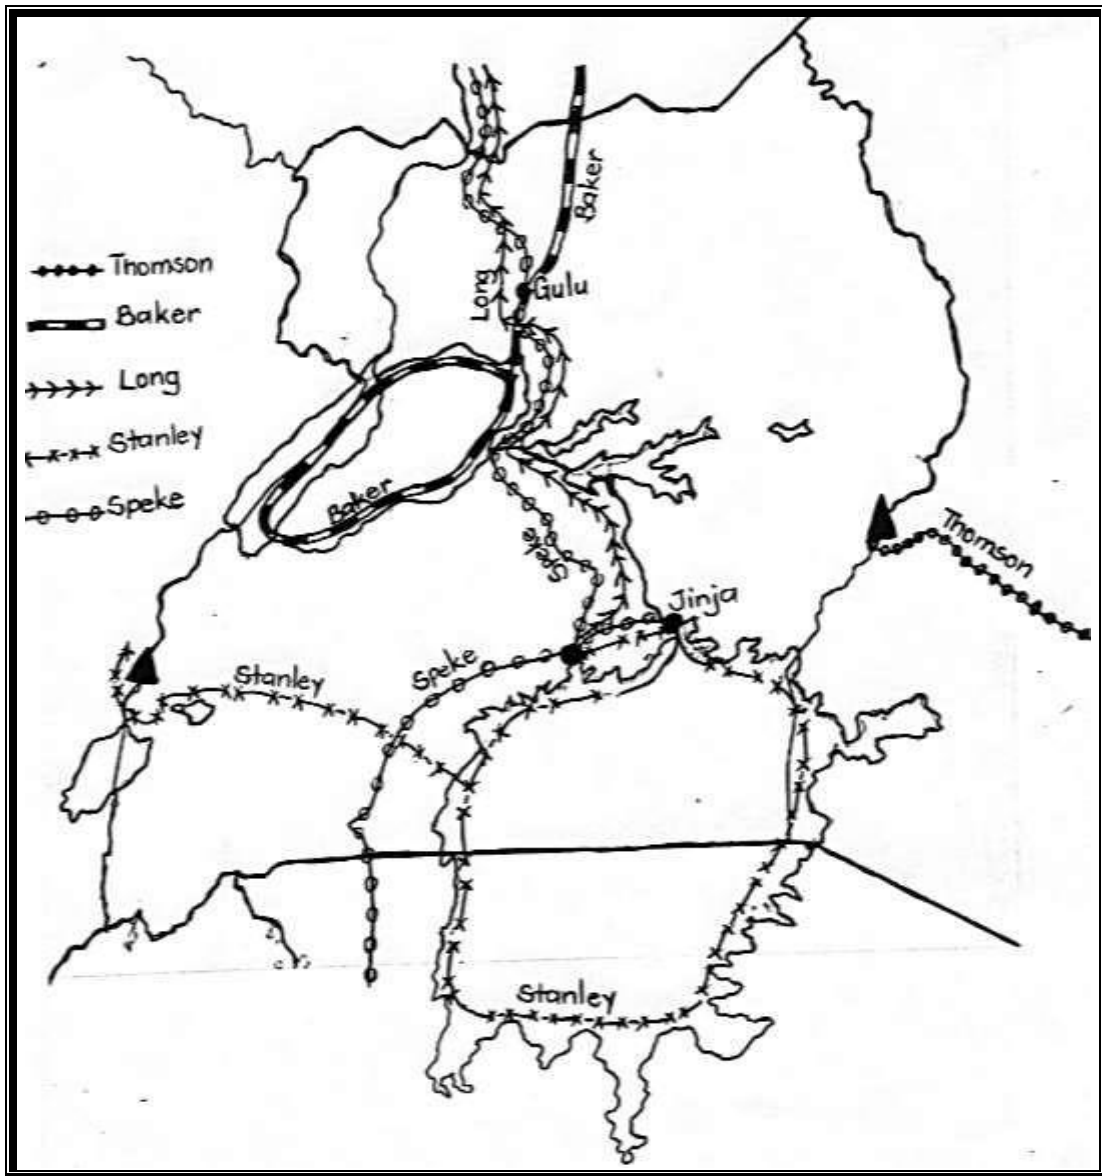 Thomson
Baker
Long
Stanley
Speke
Baker
Long
Gulu
Baker
Speke
Thomson
Jinja
Speke
Stanley
Stanley